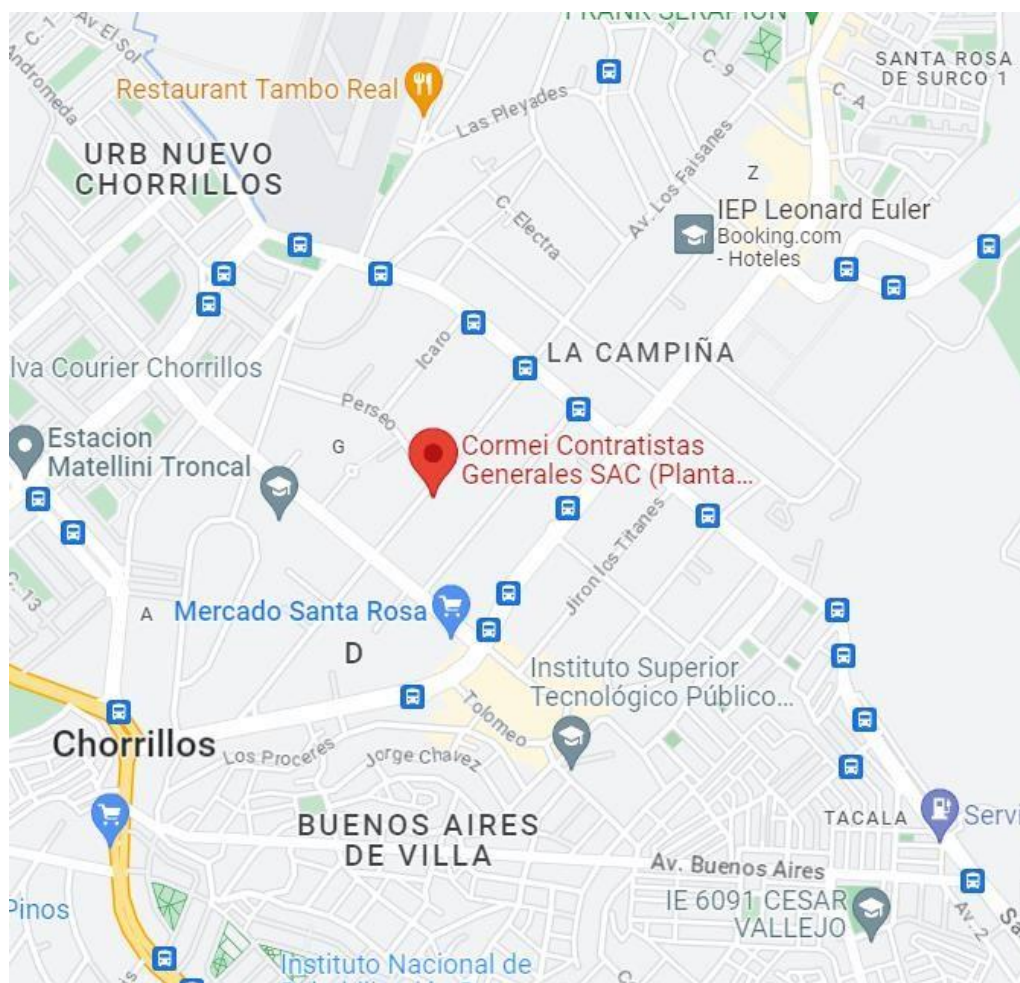 FRANK SERAPION
C. 1
Av El Sol
Andromeda
Restaurant Tambo Real
Las Pleyades
C. 9
SANTA ROSA
DE SURCO 1
C. A
URB NUEVO
CHORRILLOS
C. Electra
Av. Los Faisanes
Z
IEP Leonard Euler
Booking.com
- Hoteles
Icaro
LA CAMPIÑA
lva Courier Chorrillos
Perseo
G
Estacion
Matellini Troncal
Cormei Contratistas
Generales SAC (Planta...
Jiron los Titanes
C. 13
A
Mercado Santa Rosa
D
Instituto Superior
Tecnológico Público...
Tolomeo
Chorrillos
Los Proceres
Jorge Chavez
BUENOS AIRES
DE VILLA
TACALA
Servi
Av. Buenos Aires
IE 6091 CESAR
VALLEJO
Av. 2
Pinos
Instituto Nacional de